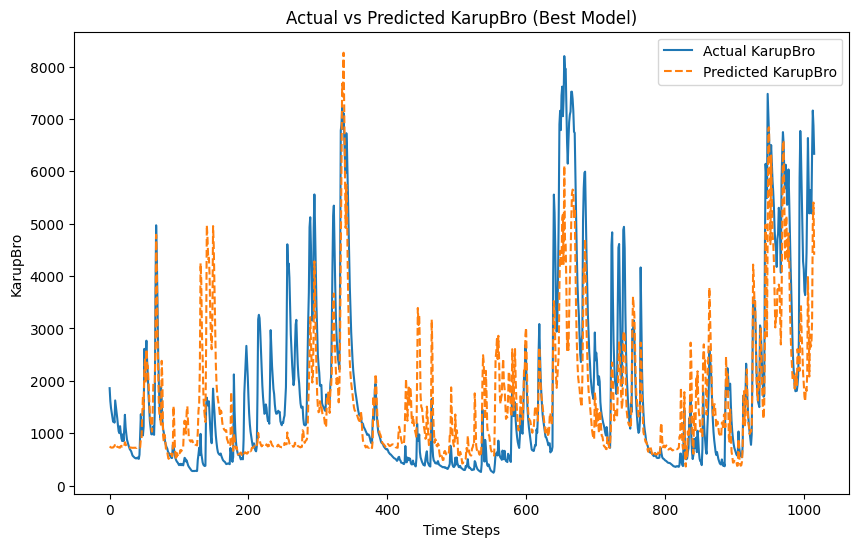 Actual vs Predicted KarupBro (Best Model)
Actual KarupBro
Predicted KarupBro
KarupBro
8000
7000
6000
5000
4000
3000
2000
1000
0
0 200 400 600 800 1000
Time Steps